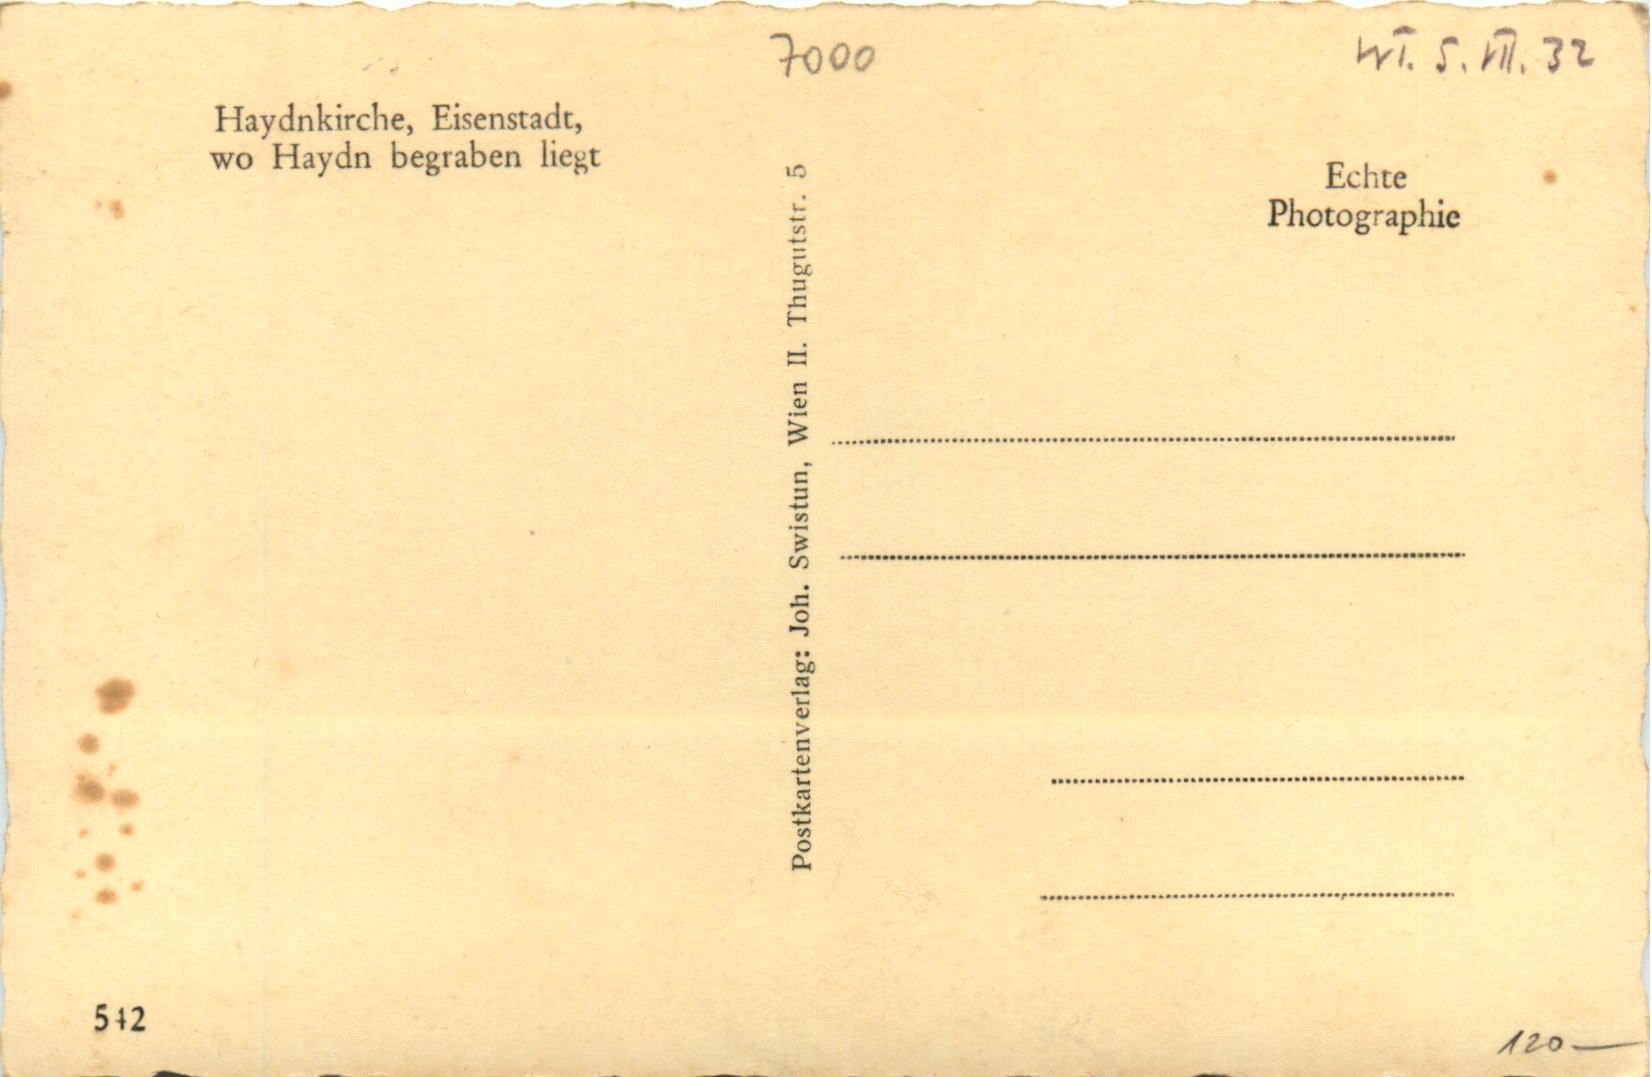 7000
WI. 5. VII. 32
Haydnkirche, Eisenstadt,
wo Haydn begraben liegt
Echte
Photographie
Postkartenverlag: Joh. Swistun, Wien II. Thugutstr. 5
542
120—